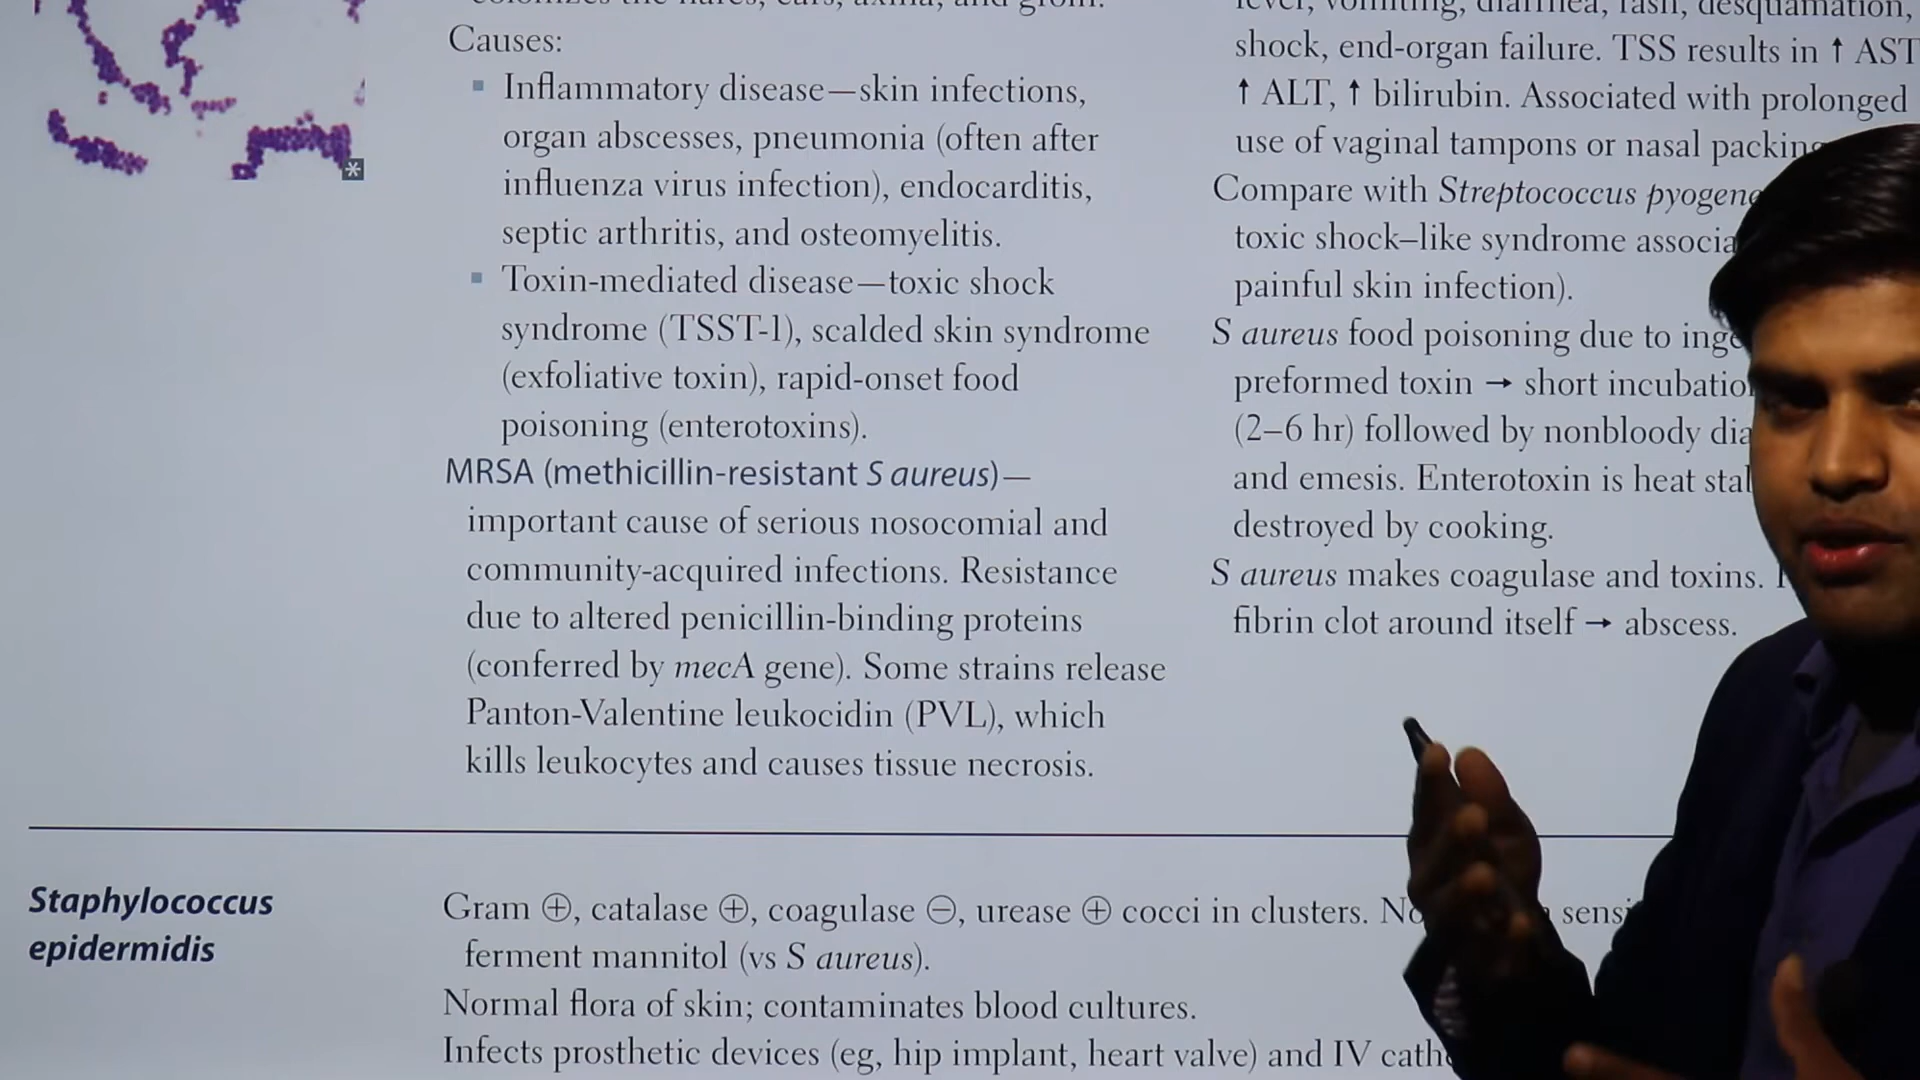 Causes:
▪ Inflammatory disease—skin infections,
organ abscesses, pneumonia (often after
influenza virus infection), endocarditis,
septic arthritis, and osteomyelitis.
▪ Toxin-mediated disease—toxic shock
syndrome (TSST-1), scalded skin syndrome
(exfoliative toxin), rapid-onset food
poisoning (enterotoxins).
MRSA (methicillin-resistant S aureus)—
important cause of serious nosocomial and
community-acquired infections. Resistance
due to altered penicillin-binding proteins
(conferred by mecA gene). Some strains release
Panton-Valentine leukocidin (PVL), which
kills leukocytes and causes tissue necrosis.
fever, vomiting, diarrhea, rash, desquamation,
shock, end-organ failure. TSS results in ↑ AST
↑ ALT, ↑ bilirubin. Associated with prolonged
use of vaginal tampons or nasal packing
Compare with Streptococcus
toxic shock–like syndrome
painful skin infection).
S aureus food poisoning due to
preformed toxin → short
(2–6 hr) followed by nonbloody
and emesis. Enterotoxin is heat
destroyed by cooking.
S aureus makes coagulase and toxins.
fibrin clot around itself → abscess.
Staphylococcus
epidermidis
Gram ⊕, catalase ⊕, coagulase ⊖, urease ⊕ cocci in clusters.
ferment mannitol (vs S aureus).
Normal flora of skin; contaminates blood cultures.
Infects prosthetic devices (eg, hip implant, heart valve) and IV